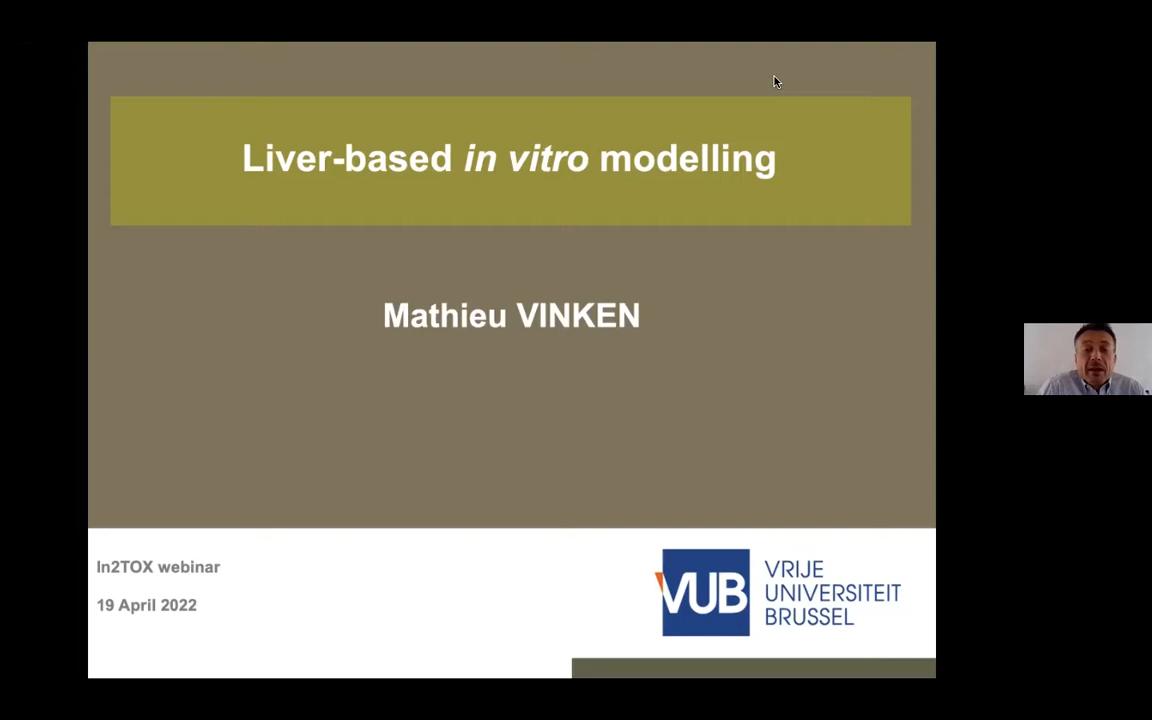 Liver-based in vitro modelling
Mathieu VINKEN
In2TOX webinar
19 April 2022
VUB
VRIJE
UNIVERSITEIT
BRUSSEL